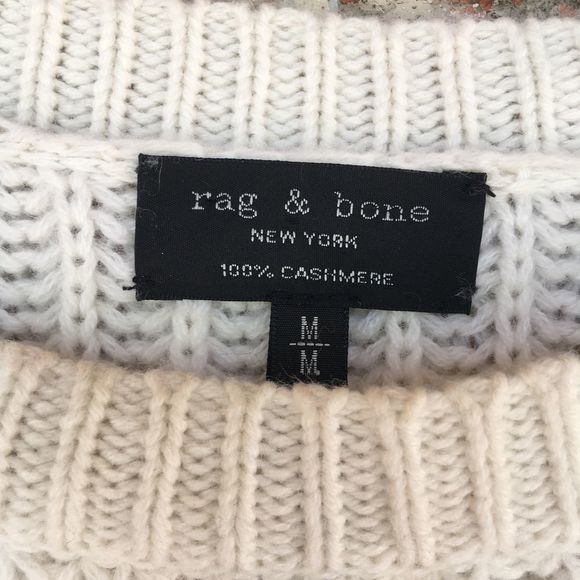 rag & bone
NEW YORK
100% CASHMERE
M
M